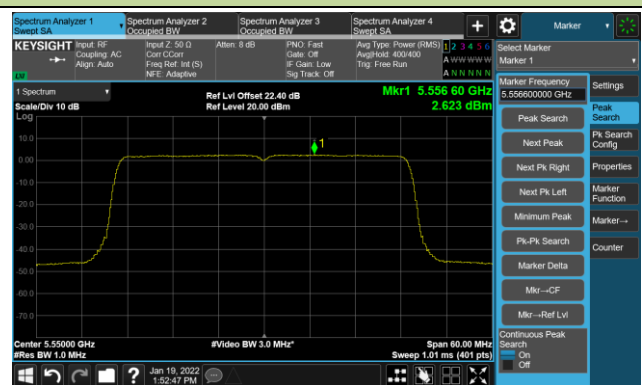 Spectrum Analyzer 1
Swept SA
Spectrum Analyzer 2
Occupied BW
Spectrum Analyzer 3
Occupied BW
Spectrum Analyzer 4
Swept SA
+
Marker
KEYSIGHT
Input: RF
Coupling: AC
Align: Auto
Input Z: 50 Ω
Corr CCorr
Freq Ref: Int (S)
NFE: Adaptive
Atten: 8 dB
PNO: Fast
Gate: Off
IF Gain: Low
Sig Track: Off
Avg Type: Power (RMS)
Avg|Hold: 400/400
Trig: Free Run
1 2 3 4 5 6
A W W W W W
A N N N N N
LV
Select Marker
Marker 1
1 Spectrum
Scale/Div 10 dB
Log
Ref Lvl Offset 22.40 dB
Ref Level 20.00 dBm
Mkr1 5.556 60 GHz
2.623 dBm
10.0
0.00
-10.0
-20.0
-30.0
-40.0
-50.0
-60.0
-70.0
1
Center 5.55000 GHz
#Res BW 1.0 MHz
#Video BW 3.0 MHz*
Span 60.00 MHz
Sweep 1.01 ms (401 pts)
Marker Frequency
5.556600000 GHz
Peak Search
Next Peak
Next Pk Right
Next Pk Left
Minimum Peak
Pk-Pk Search
Marker Delta
Mkr→CF
Mkr→Ref Lvl
Continuous Peak
Search
On
Off
Settings
Peak
Search
Pk Search
Config
Properties
Marker
Function
Marker→
Counter
?
Jan 19, 2022
1:52:47 PM